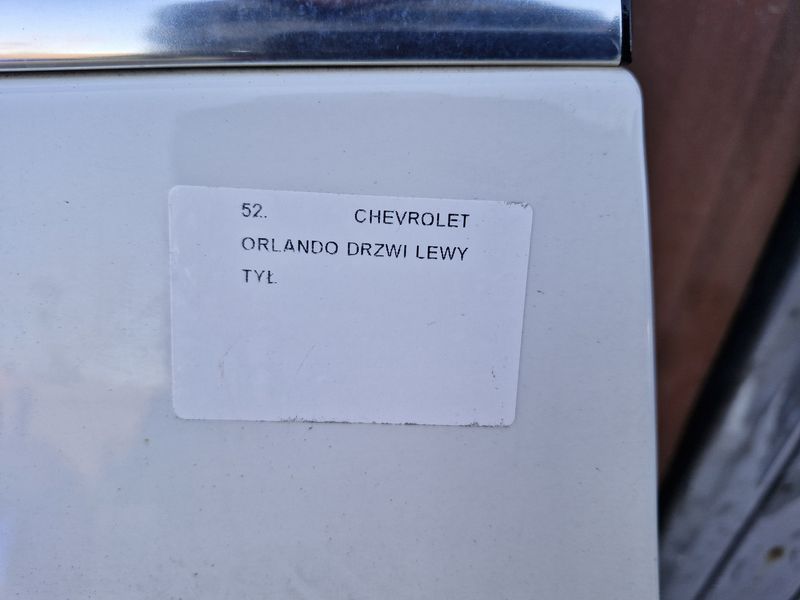 52. CHEVROLET
ORLANDO DRZWI LEWY
TYŁ